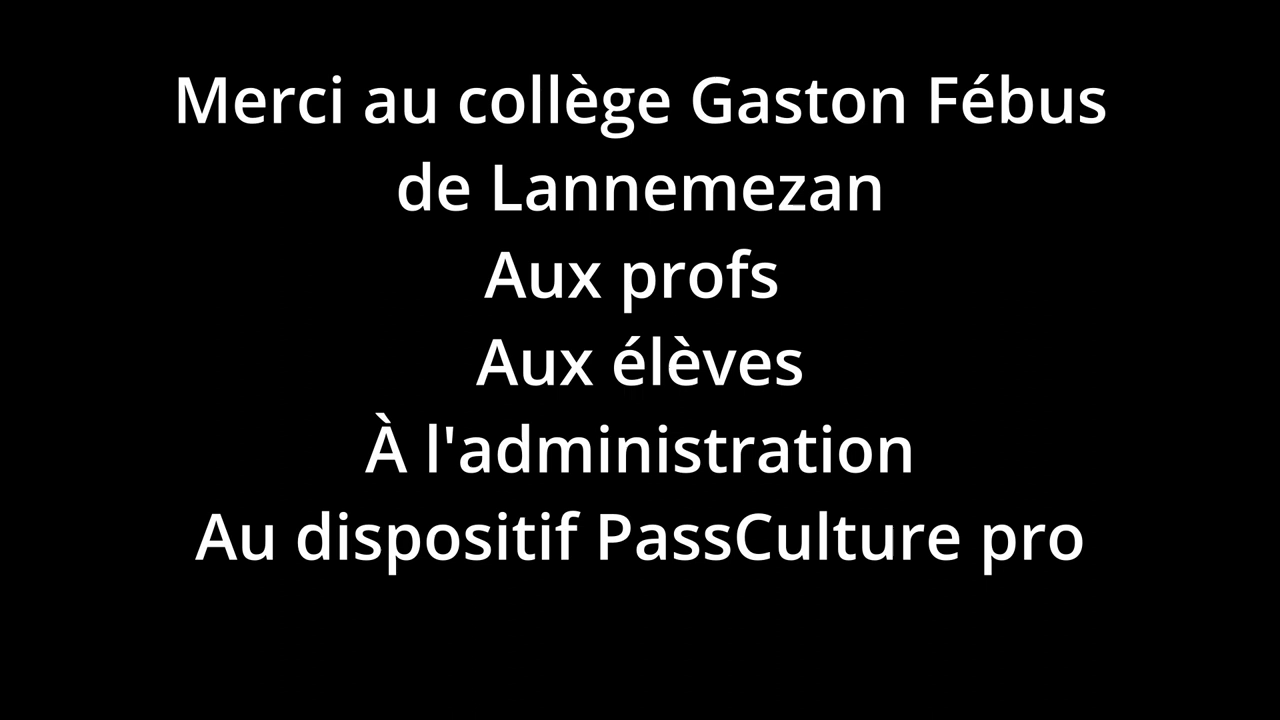 Merci au collège Gaston Fébus
de Lannemezan
Aux profs
Aux élèves
À l'administration
Au dispositif PassCulture pro